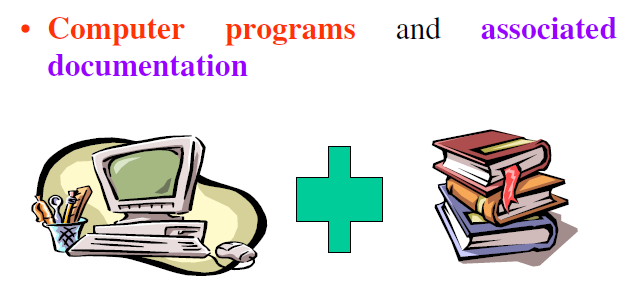 • Computer programs and associated
documentation